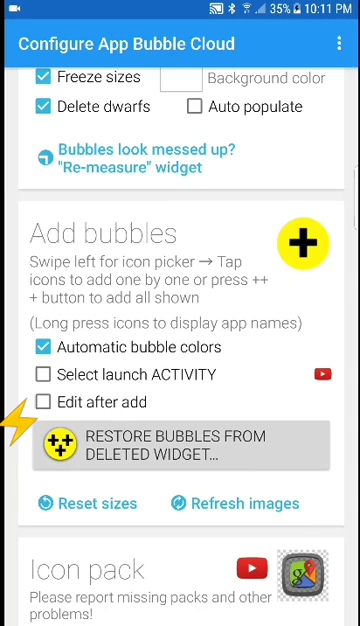 35% 10:11 PM
Configure App Bubble Cloud
Freeze sizes Background color
Delete dwarfs Auto populate
Bubbles look messed up?
"Re-measure" widget
Add bubbles
Swipe left for icon picker → Tap
icons to add one by one or press ++
+ button to add all shown
(Long press icons to display app names)
Automatic bubble colors
Select launch ACTIVITY
Edit after add
RESTORE BUBBLES FROM
DELETED WIDGET...
Reset sizes Refresh images
Icon pack
Please report missing packs and other
problems!